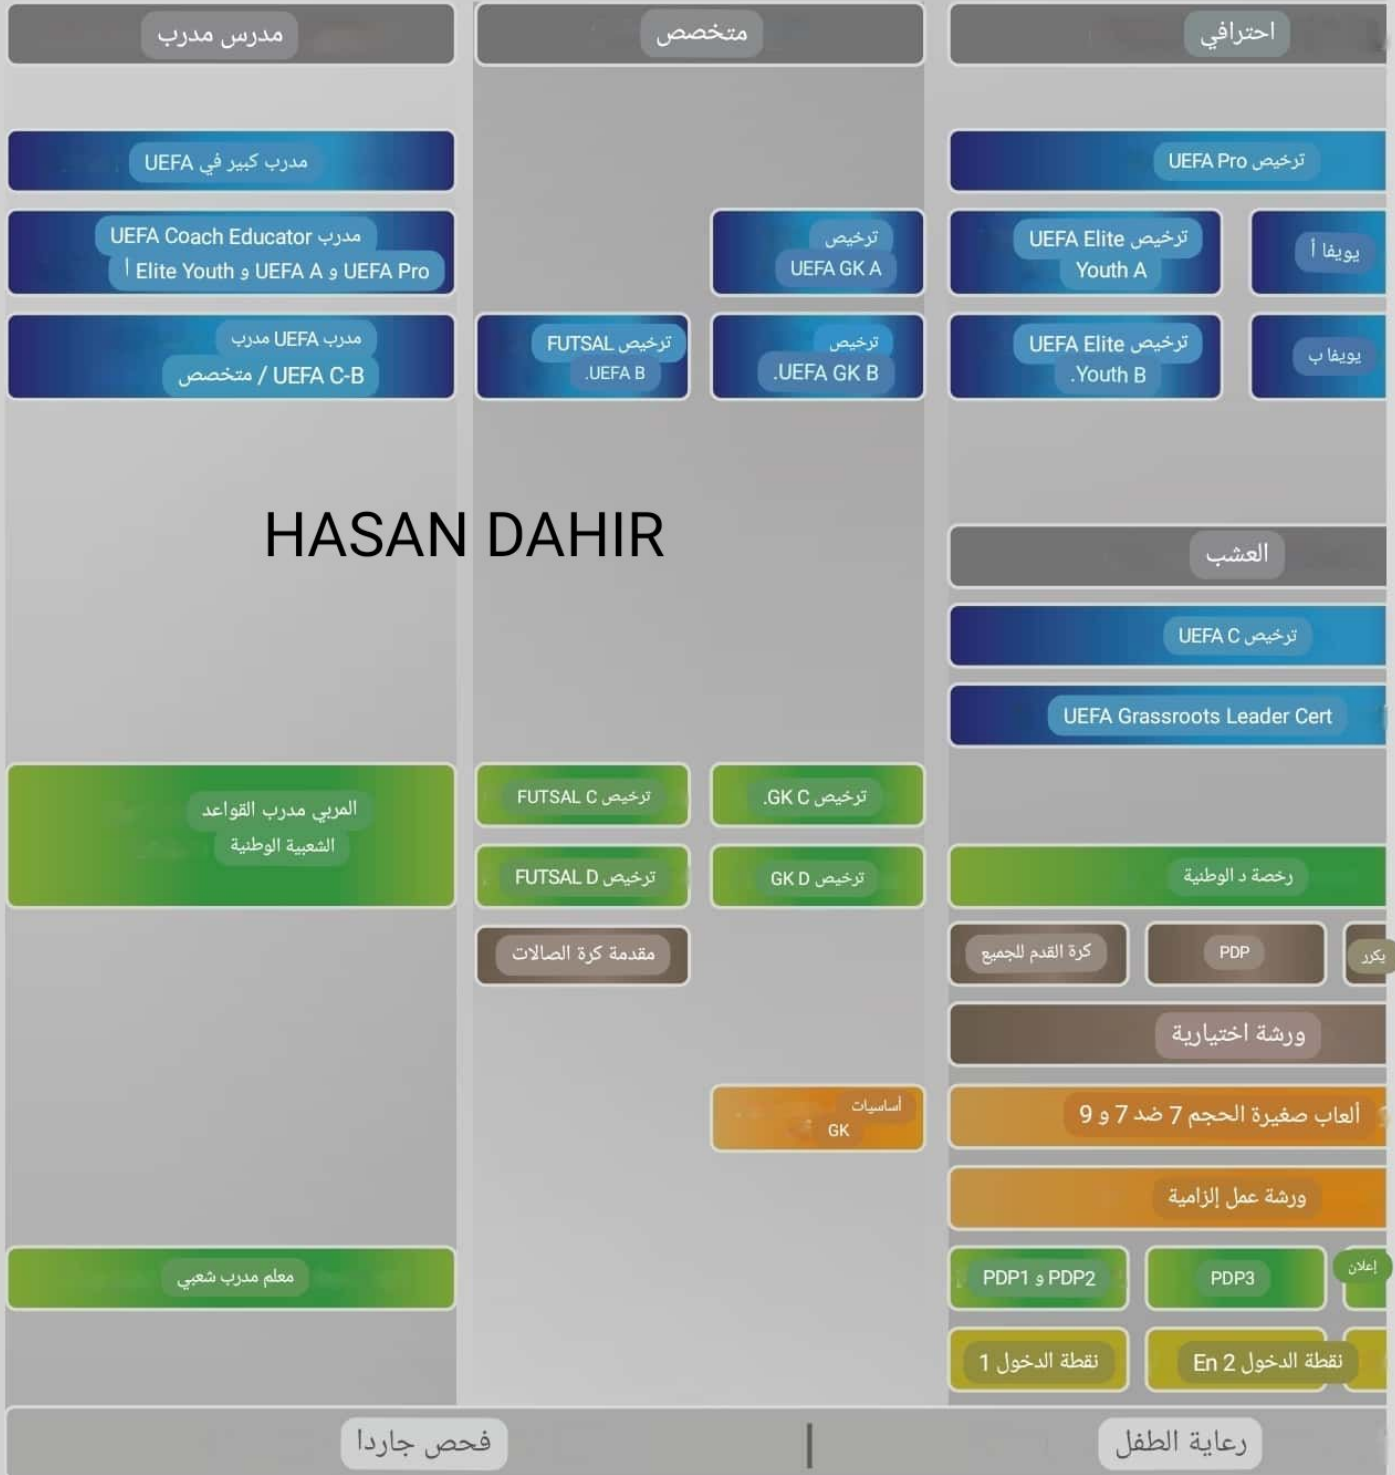 احترافي
متخصص
مدرس مدرب
ترخيص UEFA Pro
مدرب كبير في UEFA
يويفا أ
ترخيص UEFA Elite
Youth A
ترخيص
UEFA GK A
مدرب UEFA Coach Educator
UEFA Pro و UEFA A و Elite Youth أ
يويفا ب
ترخيص UEFA Elite
Youth B.
ترخيص
UEFA GK B.
ترخيص FUTSAL
UEFA B.
مدرب UEFA مدرب
UEFA C-B / متخصص
HASAN DAHIR
العشب
ترخيص UEFA C
UEFA Grassroots Leader Cert
ترخيص GK C.
ترخيص FUTSAL C
المربي مدرب القواعد
الشعبية الوطنية
رخصة د الوطنية
ترخيص GK D
ترخيص FUTSAL D
يكرر
PDP
كرة القدم للجميع
مقدمة كرة الصالات
ورشة اختيارية
ألعاب صغيرة الحجم 7 ضد 7 و 9
أساسيات
GK
ورشة عمل إلزامية
إعلان
PDP3
PDP1 و PDP2
معلم مدرب شعبي
نقطة الدخول 2 En
نقطة الدخول 1
رعاية الطفل
فحص جاردا